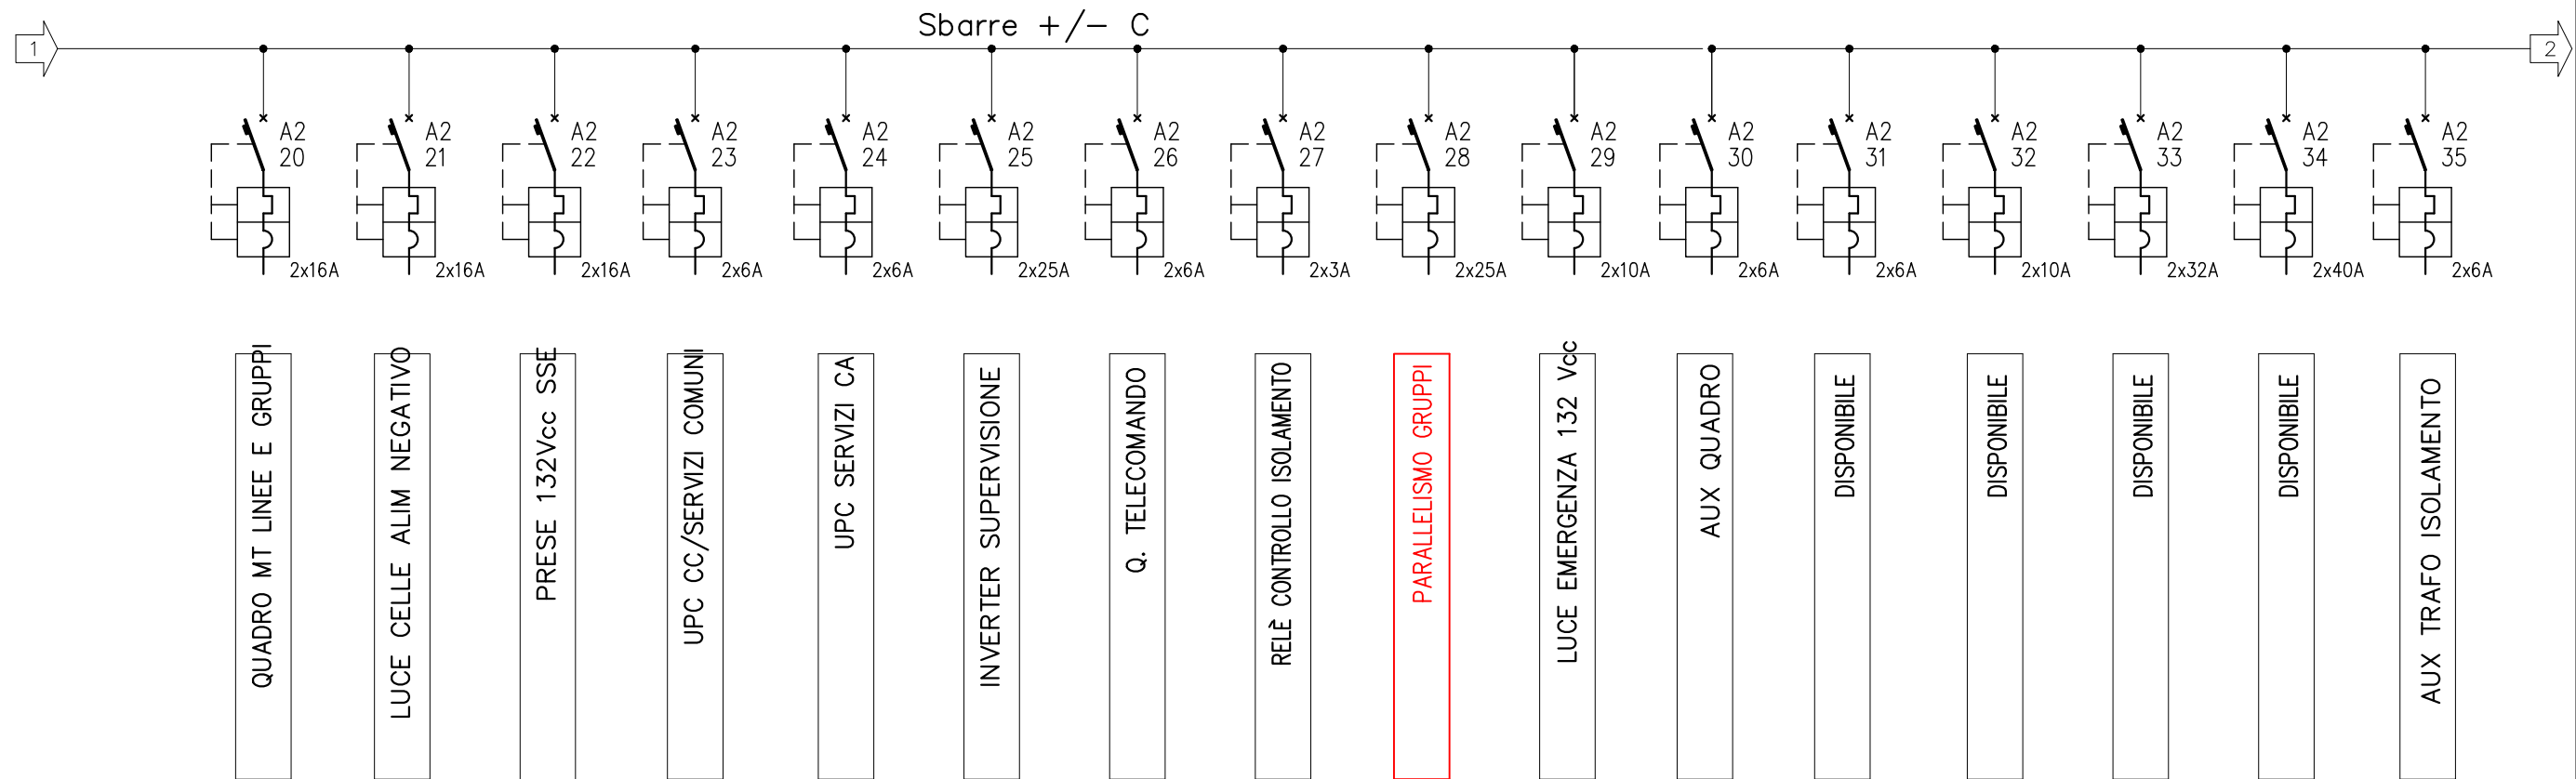 Sbarre +/- C
1
2
A2
20
2x16A
A2
21
2x16A
A2
22
2x16A
A2
23
2x6A
A2
24
2x6A
A2
25
2x25A
A2
26
2x6A
A2
27
2x3A
A2
28
2x25A
A2
29
2x10A
A2
30
2x6A
A2
31
2x6A
A2
32
2x10A
A2
33
2x32A
A2
34
2x40A
A2
35
2x6A
QUADRO MT LINEE E GRUPPI
LUCE CELLE ALIM NEGATIVO
PRESE 132Vcc SSE
UPC CC/SERVIZI COMUNI
UPC SERVIZI CA
INVERTER SUPERVISIONE
Q. TELECOMANDO
RELÈ CONTROLLO ISOLAMENTO
PARALLELISMO GRUPPI
LUCE EMERGENZA 132 Vcc
AUX QUADRO
DISPONIBILE
DISPONIBILE
DISPONIBILE
DISPONIBILE
AUX TRAFO ISOLAMENTO